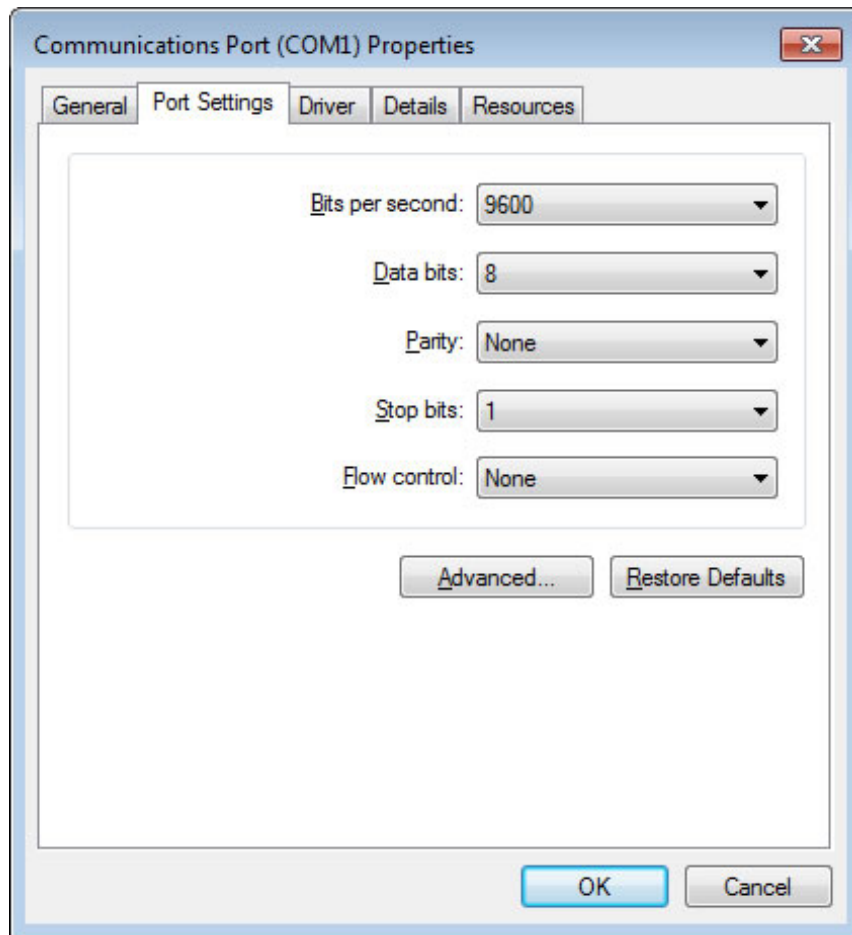 Communications Port (COM1) Properties
General Port Settings Driver Details Resources
Bits per second: 9600
Data bits: 8
Parity: None
Stop bits: 1
Flow control: None
Advanced... Restore Defaults
OK Cancel